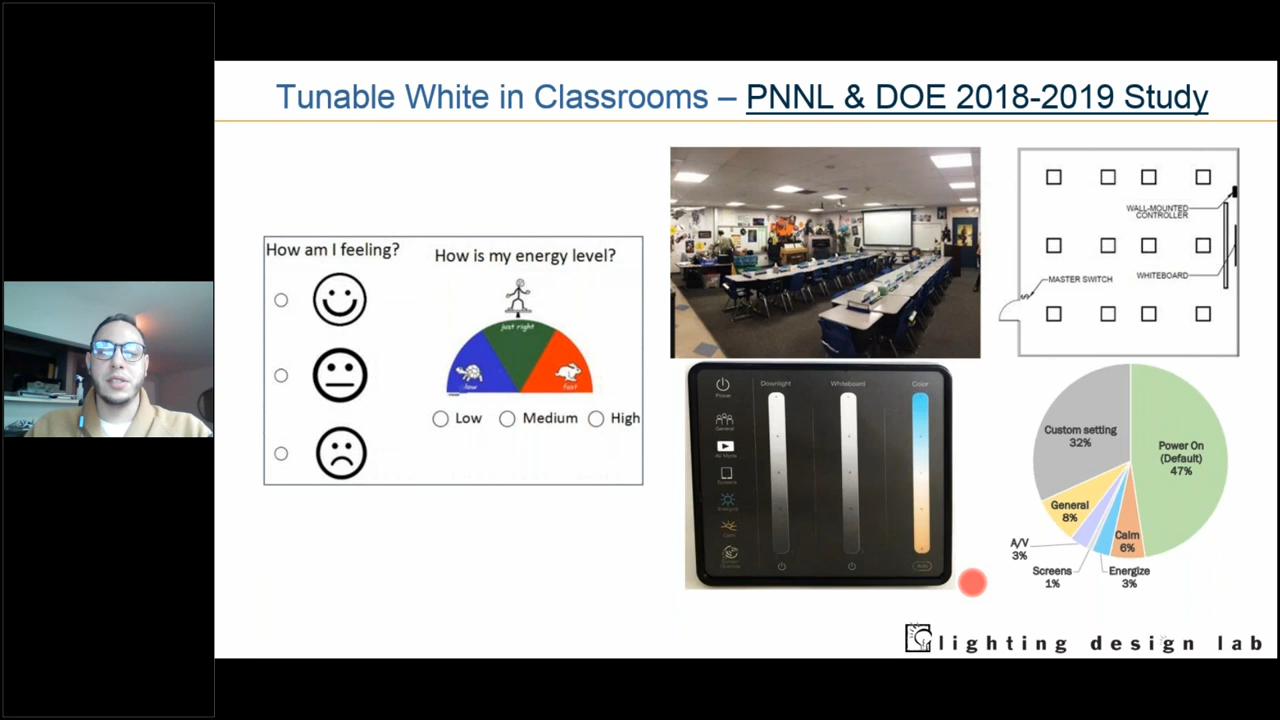 Tunable White in Classrooms – PNNL & DOE 2018-2019 Study
How am I feeling?
How is my energy level?
just right
low
fast
Low
Medium
High
WALL-MOUNTED
CONTROLLER
WHITEBOARD
MASTER SWITCH
Downlight
Whiteboard
Color
Power
General
AV Mode
Screens
Energize
Calm
Auto
Custom setting
32%
Power On
(Default)
47%
General
8%
A/V
3%
Screens
1%
Energize
3%
Calm
6%
lighting design lab